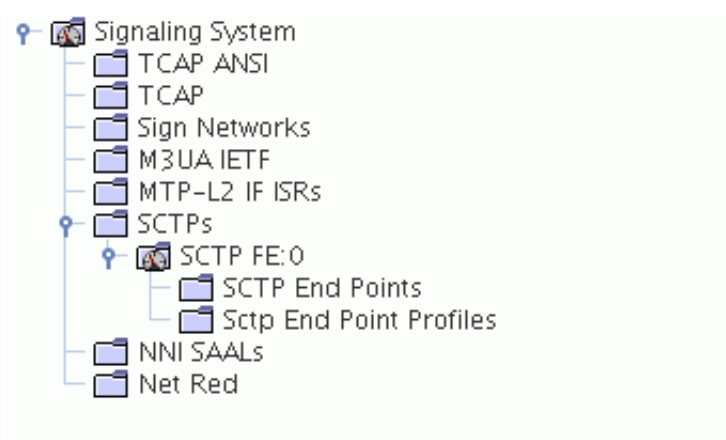 Signaling System
TCAP ANSI
TCAP
Sign Networks
M3UA IETF
MTP-L2 IF ISRs
SCTPs
SCTP FE:0
SCTP End Points
Sctp End Point Profiles
NNI SAALs
Net Red